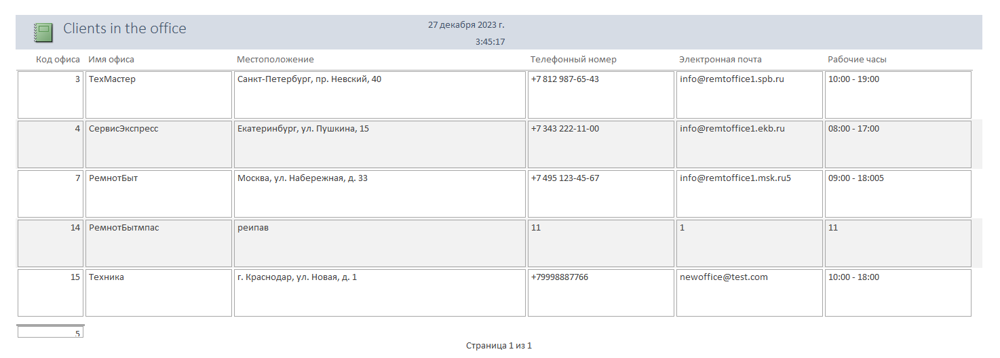 Clients in the office
27 декабря 2023 г.
3:45:17
Код офиса Имя офиса Местоположение Телефонный номер Электронная почта Рабочие часы
3 ТехМастер Санкт-Петербург, пр. Невский, 40 +7 812 987-65-43 info@remtoffice1.spb.ru 10:00 - 19:00
4 СервисЭкспресс Екатеринбург, ул. Пушкина, 15 +7 343 222-11-00 info@remtoffice1.ekb.ru 08:00 - 17:00
7 РемнотБыт Москва, ул. Набережная, д. 33 +7 495 123-45-67 info@remtoffice1.msk.ru5 09:00 - 18:005
14 РемнотБытмпас реипав 11 1 11
15 Техника г. Краснодар, ул. Новая, д. 1 +79998887766 newoffice@test.com 10:00 - 18:00
5
Страница 1 из 1